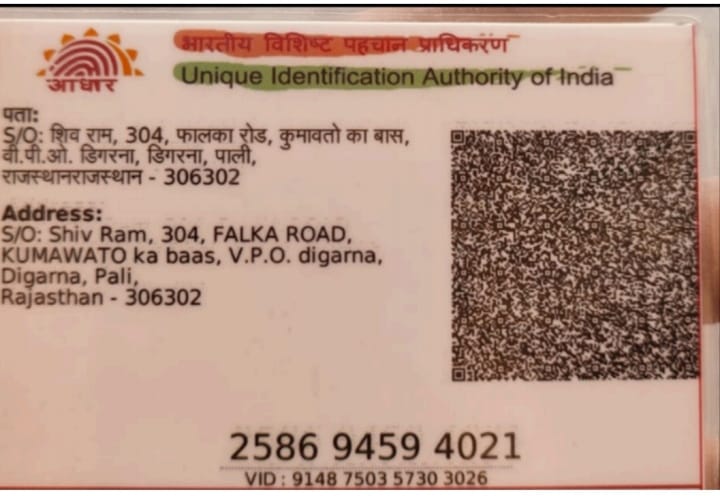 भारतीय विशिष्ट पहचान प्राधिकरण
आधार
Unique Identification Authority of India
पता:
S/O: शिव राम, 304, फालका रोड, कुमावतो का बास,
वी.पी.ओ. डिगरना, डिगरना, पाली,
राजस्थानराजस्थान - 306302
Address:
S/O: Shiv Ram, 304, FALKA ROAD,
KUMAWATO ka baas, V.P.O. digarna,
Digarna, Pali,
Rajasthan - 306302
2586 9459 4021
VID : 9148 7503 5730 3026